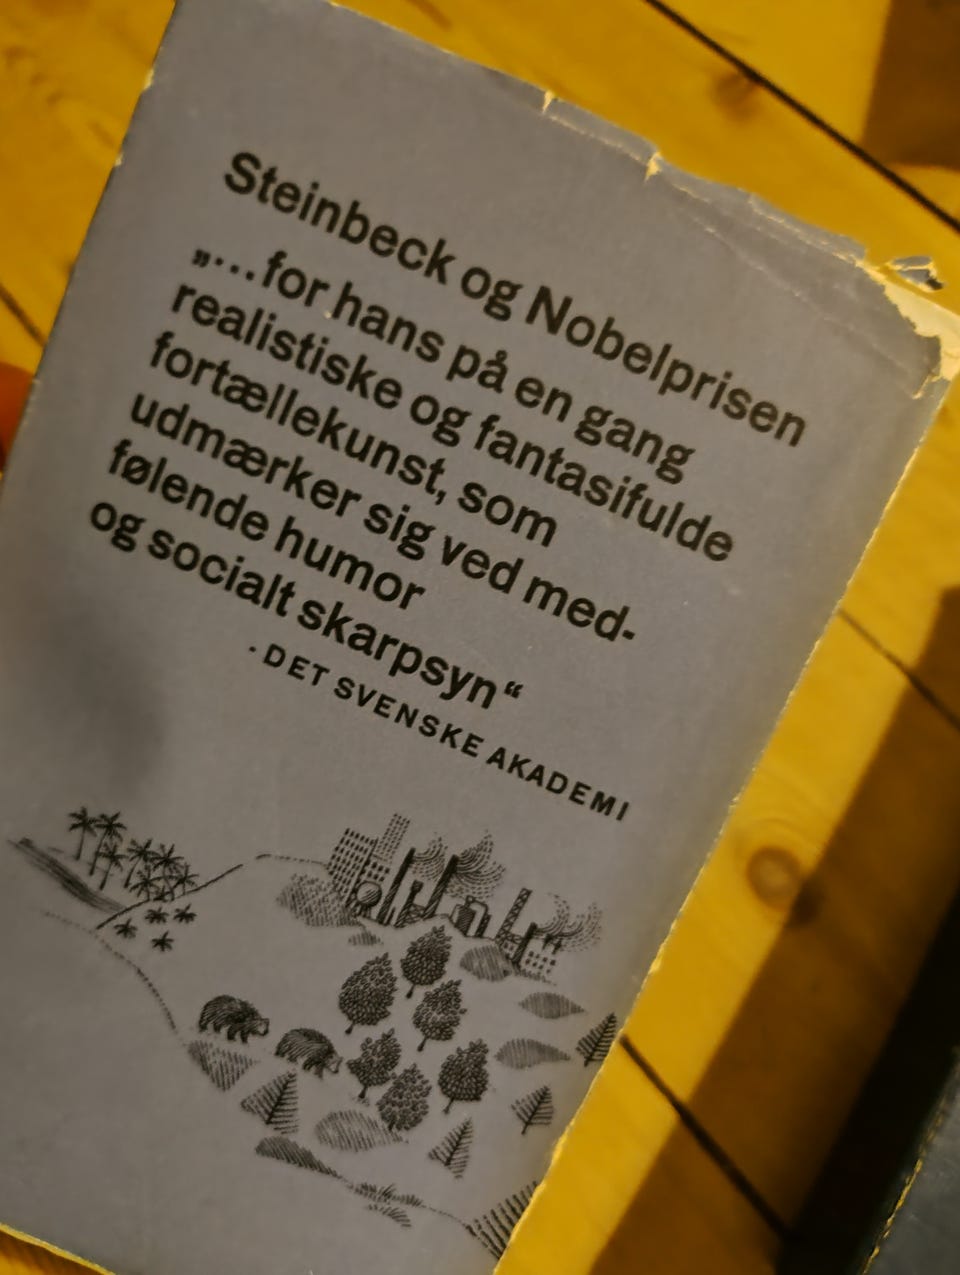 Steinbeck og Nobelprisen
„...for hans på en gang
realistiske og fantasifulde
fortællekunst, som
udmærker sig ved med-
følende humor
og socialt skarpsyn“
· DET SVENSKE AKADEMI